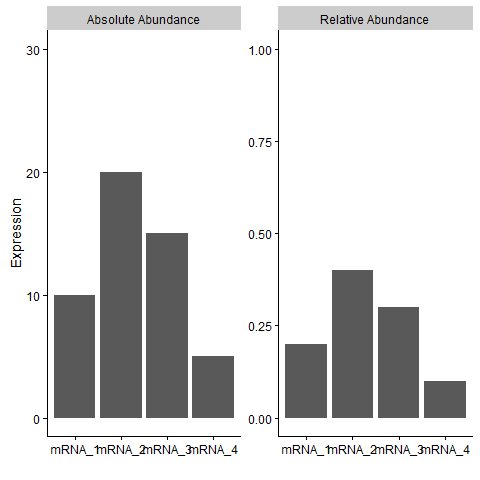 Absolute Abundance
Relative Abundance
Expression
30
20
10
0
1.00
0.75
0.50
0.25
0.00
mRNA_1 mRNA_2 mRNA_3 mRNA_4
mRNA_1 mRNA_2 mRNA_3 mRNA_4